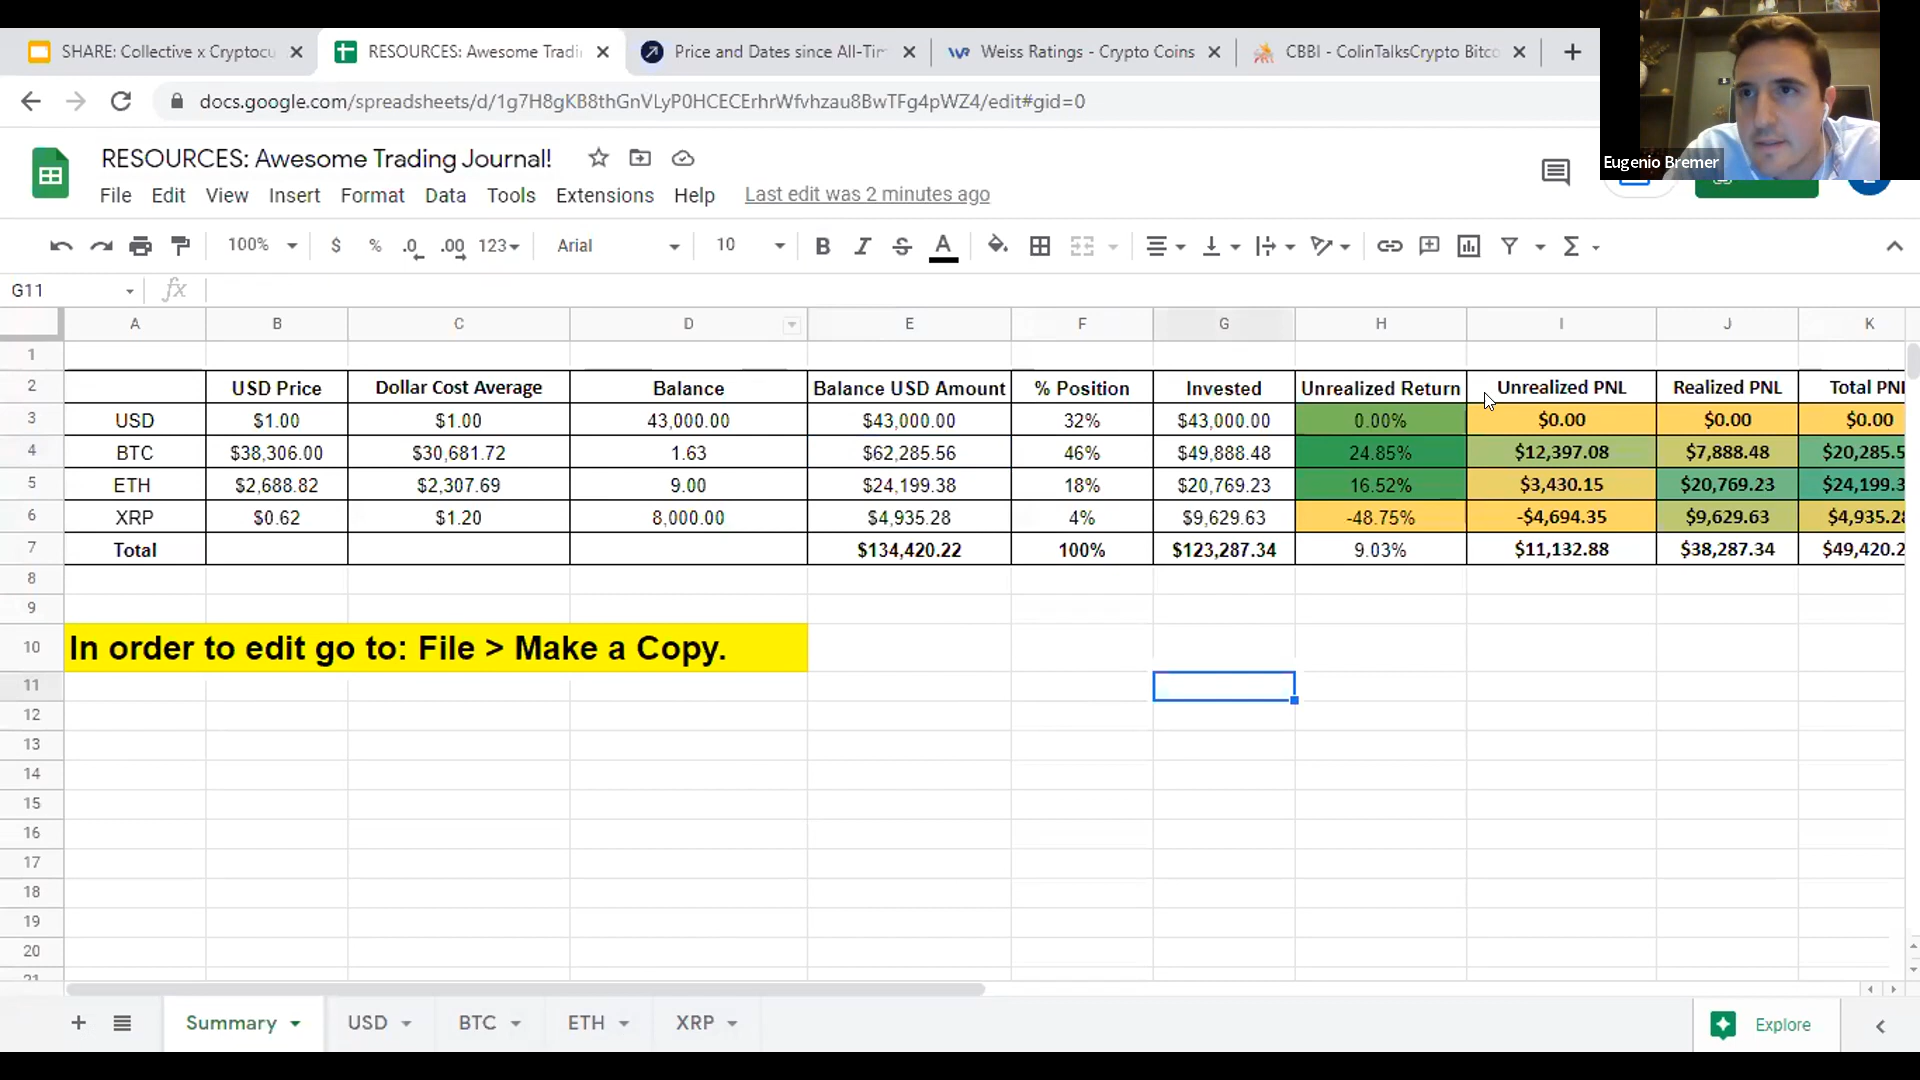 SHARE: Collective x Cryptocu
RESOURCES: Awesome Tradi
Price and Dates since All-Tim
Weiss Ratings - Crypto Coins
CBBI - ColinTalksCrypto Bitco
docs.google.com/spreadsheets/d/1g7H8gKB8thGnVLyP0HCECErhrWfvhzau8BwTFg4pWZ4/edit#gid=0
Eugenio Bremer
RESOURCES: Awesome Trading Journal!
File Edit View Insert Format Data Tools Extensions Help Last edit was 2 minutes ago
100% $ % .0 .00 123 Arial 10 B I S A Σ
G11 fx
A B C D E F G H I J K
1
2 USD Price Dollar Cost Average Balance Balance USD Amount % Position Invested Unrealized Return Unrealized PNL Realized PNL Total PNL
3 USD $1.00 $1.00 43,000.00 $43,000.00 32% $43,000.00 0.00% $0.00 $0.00 $0.00
4 BTC $38,306.00 $30,681.72 1.63 $62,285.56 46% $49,888.48 24.85% $12,397.08 $7,888.48 $20,285.5
5 ETH $2,688.82 $2,307.69 9.00 $24,199.38 18% $20,769.23 16.52% $3,430.15 $20,769.23 $24,199.3
6 XRP $0.62 $1.20 8,000.00 $4,935.28 4% $9,629.63 -48.75% -$4,694.35 $9,629.63 $4,935.28
7 Total $134,420.22 100% $123,287.34 9.03% $11,132.88 $38,287.34 $49,420.2
8
9
10 In order to edit go to: File > Make a Copy.
11
12
13
14
15
16
17
18
19
20
21
Summary USD BTC ETH XRP Explore